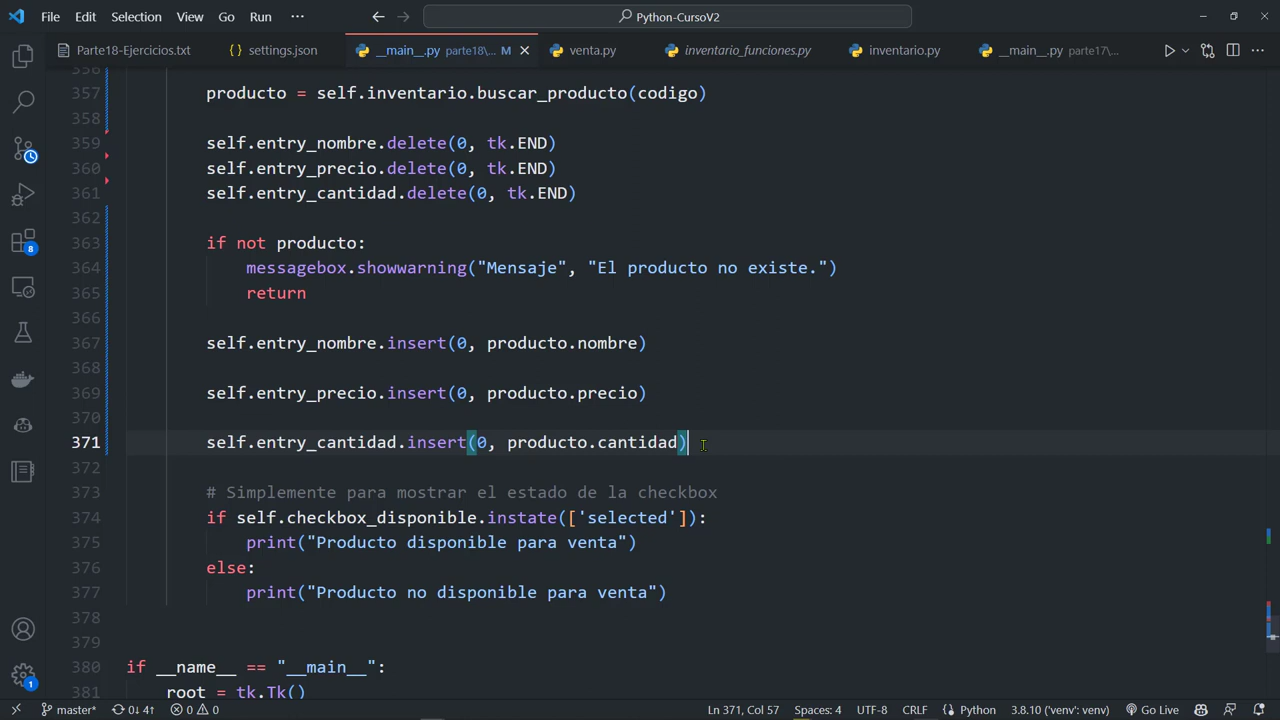 File Edit Selection View Go Run ··· Python-CursoV2
Parte18-Ejercicios.txt settings.json __main__.py parte18\... M venta.py inventario_funciones.py inventario.py __main__.py parte17\...
356
357 producto = self.inventario.buscar_producto(codigo)
358
359 self.entry_nombre.delete(0, tk.END)
360 self.entry_precio.delete(0, tk.END)
361 self.entry_cantidad.delete(0, tk.END)
362
363 if not producto:
364 messagebox.showwarning("Mensaje", "El producto no existe.")
365 return
366
367 self.entry_nombre.insert(0, producto.nombre)
368
369 self.entry_precio.insert(0, producto.precio)
370
371 self.entry_cantidad.insert(0, producto.cantidad)
372
373 # Simplemente para mostrar el estado de la checkbox
374 if self.checkbox_disponible.instate(['selected']):
375 print("Producto disponible para venta")
376 else:
377 print("Producto no disponible para venta")
378
379
380 if __name__ == "__main__":
381 root = tk.Tk()
8
1
master* 0↓ 4↑ 0 0 Ln 371, Col 57 Spaces: 4 UTF-8 CRLF Python 3.8.10 ('venv': venv) Go Live